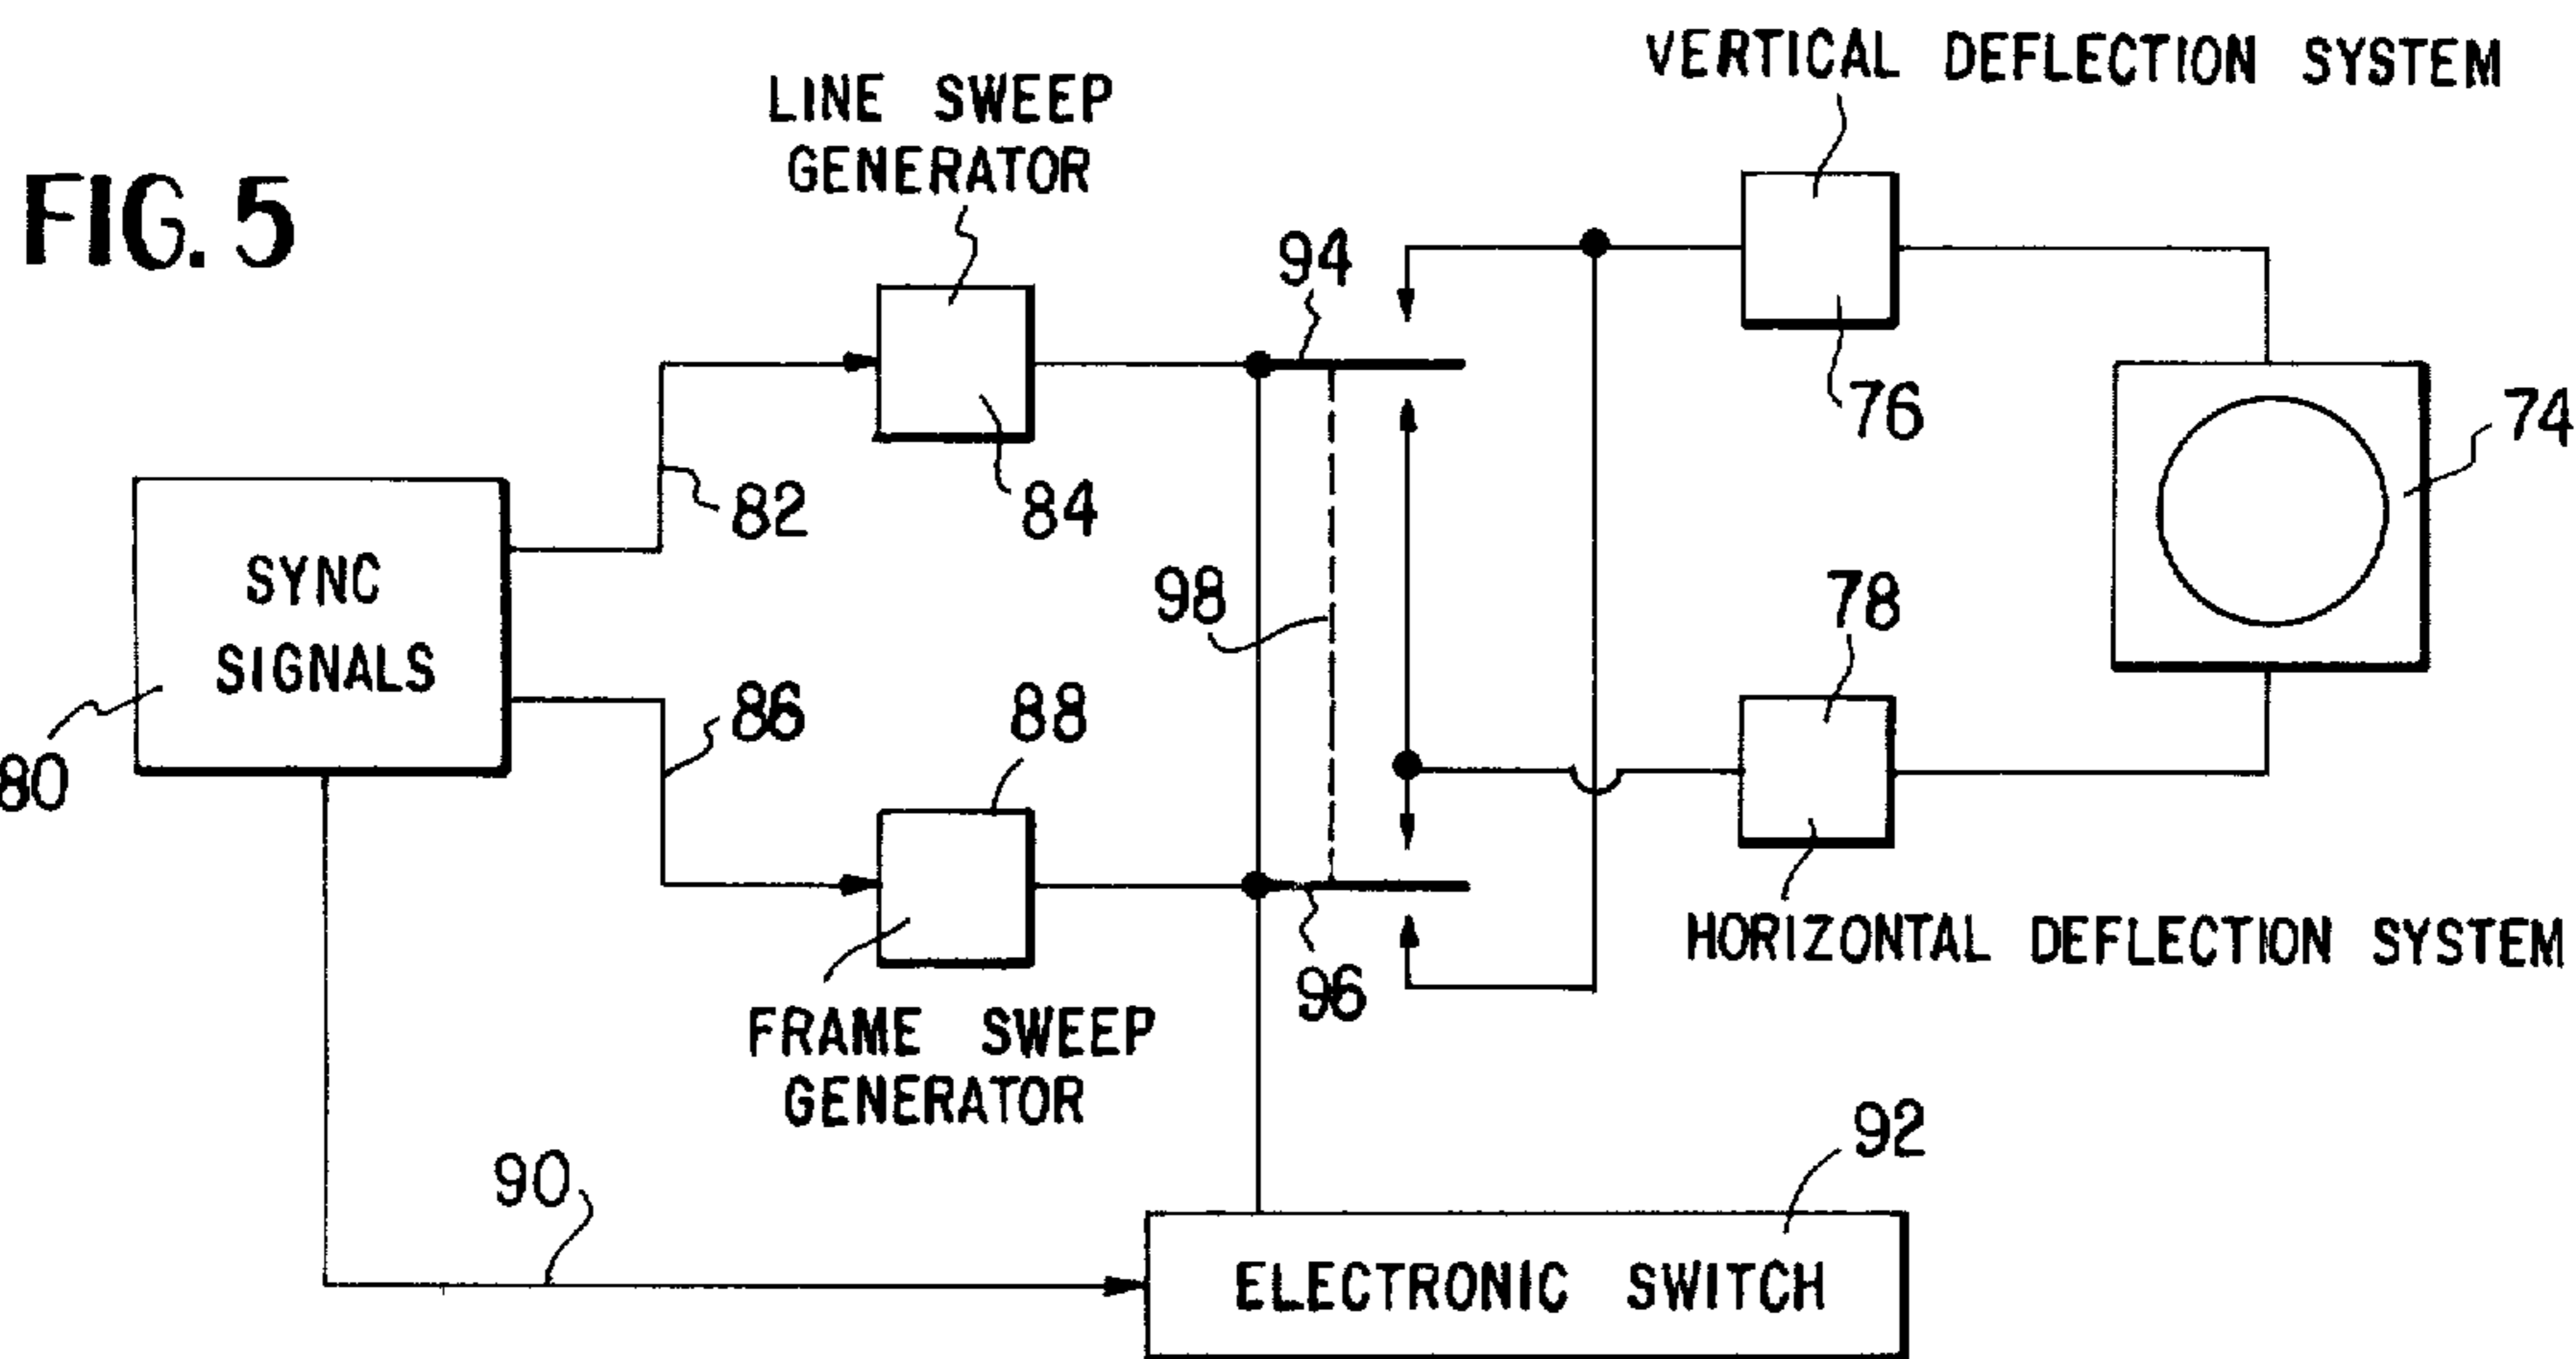 FIG. 5
LINE SWEEP
GENERATOR
VERTICAL DEFLECTION SYSTEM
94
76
74
82
84
SYNC
SIGNALS
80
98
78
86
88
96
HORIZONTAL DEFLECTION SYSTEM
FRAME SWEEP
GENERATOR
90
92
ELECTRONIC SWITCH